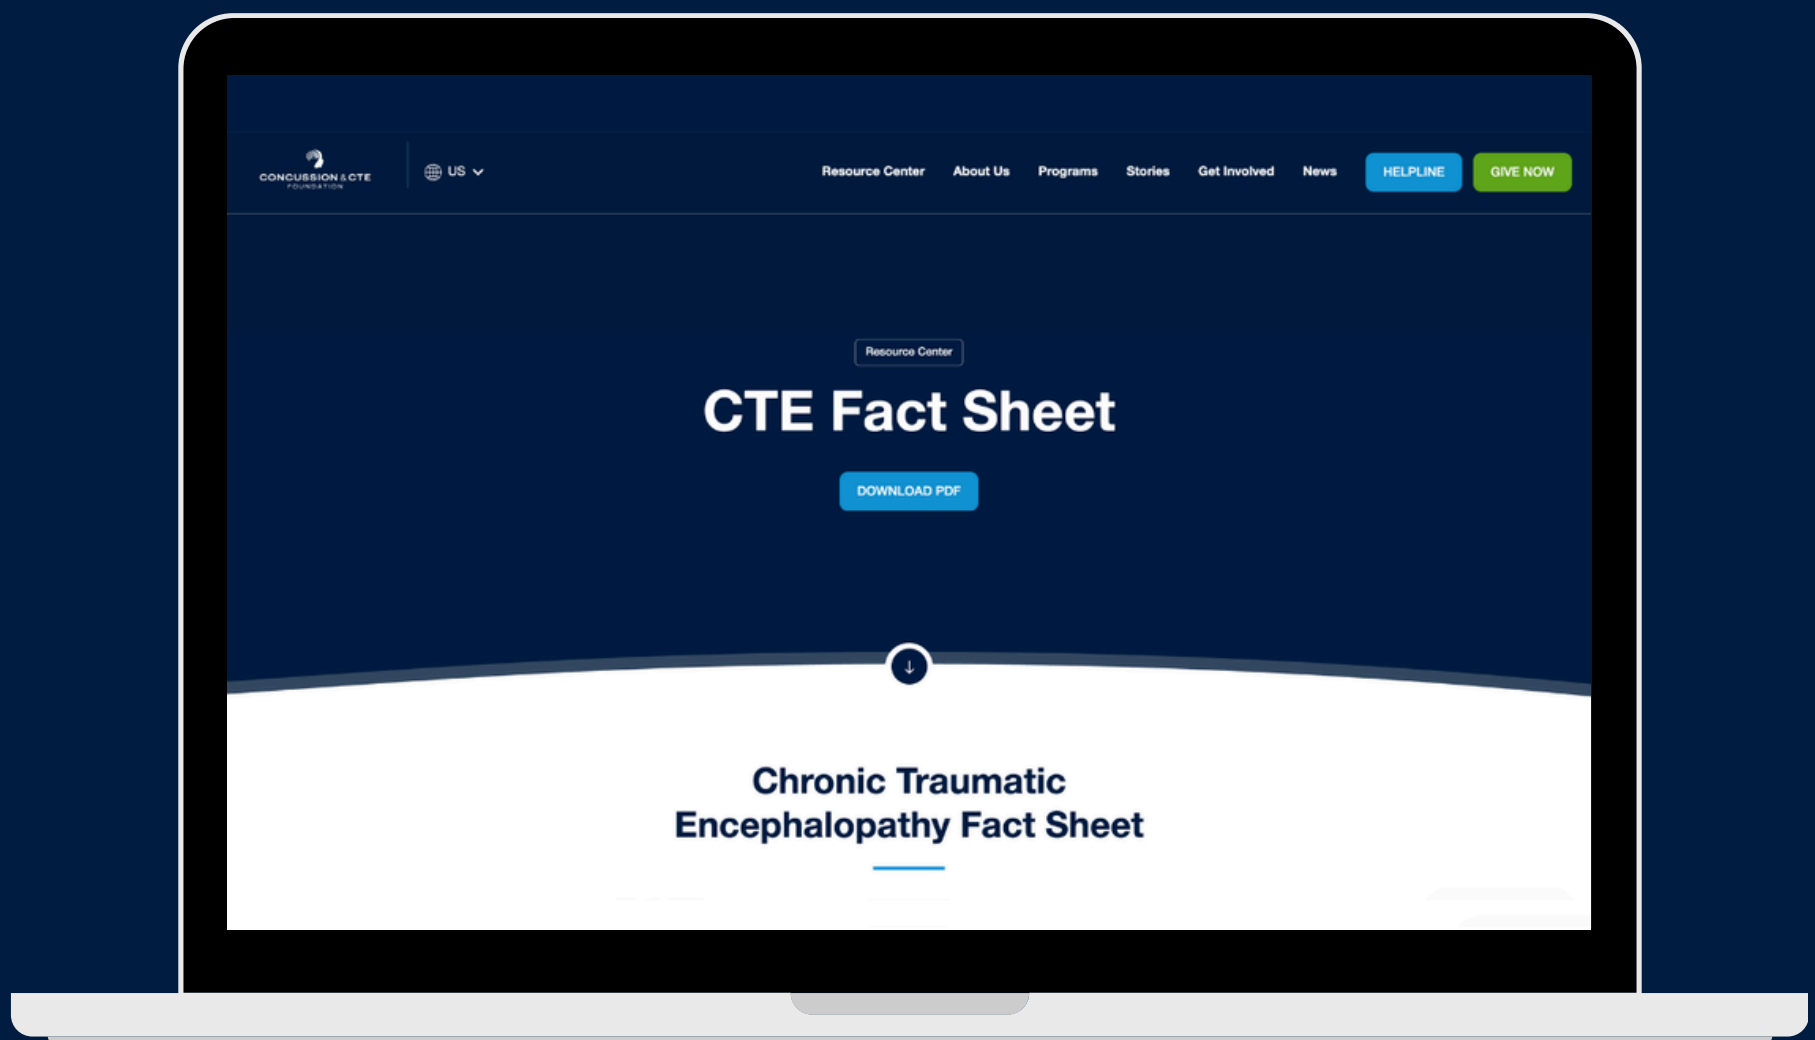 CONCUSSION & CTE
FOUNDATION
US
Resource Center
About Us
Programs
Stories
Get Involved
News
HELPLINE
GIVE NOW
Resource Center
CTE Fact Sheet
DOWNLOAD PDF
Chronic Traumatic
Encephalopathy Fact Sheet